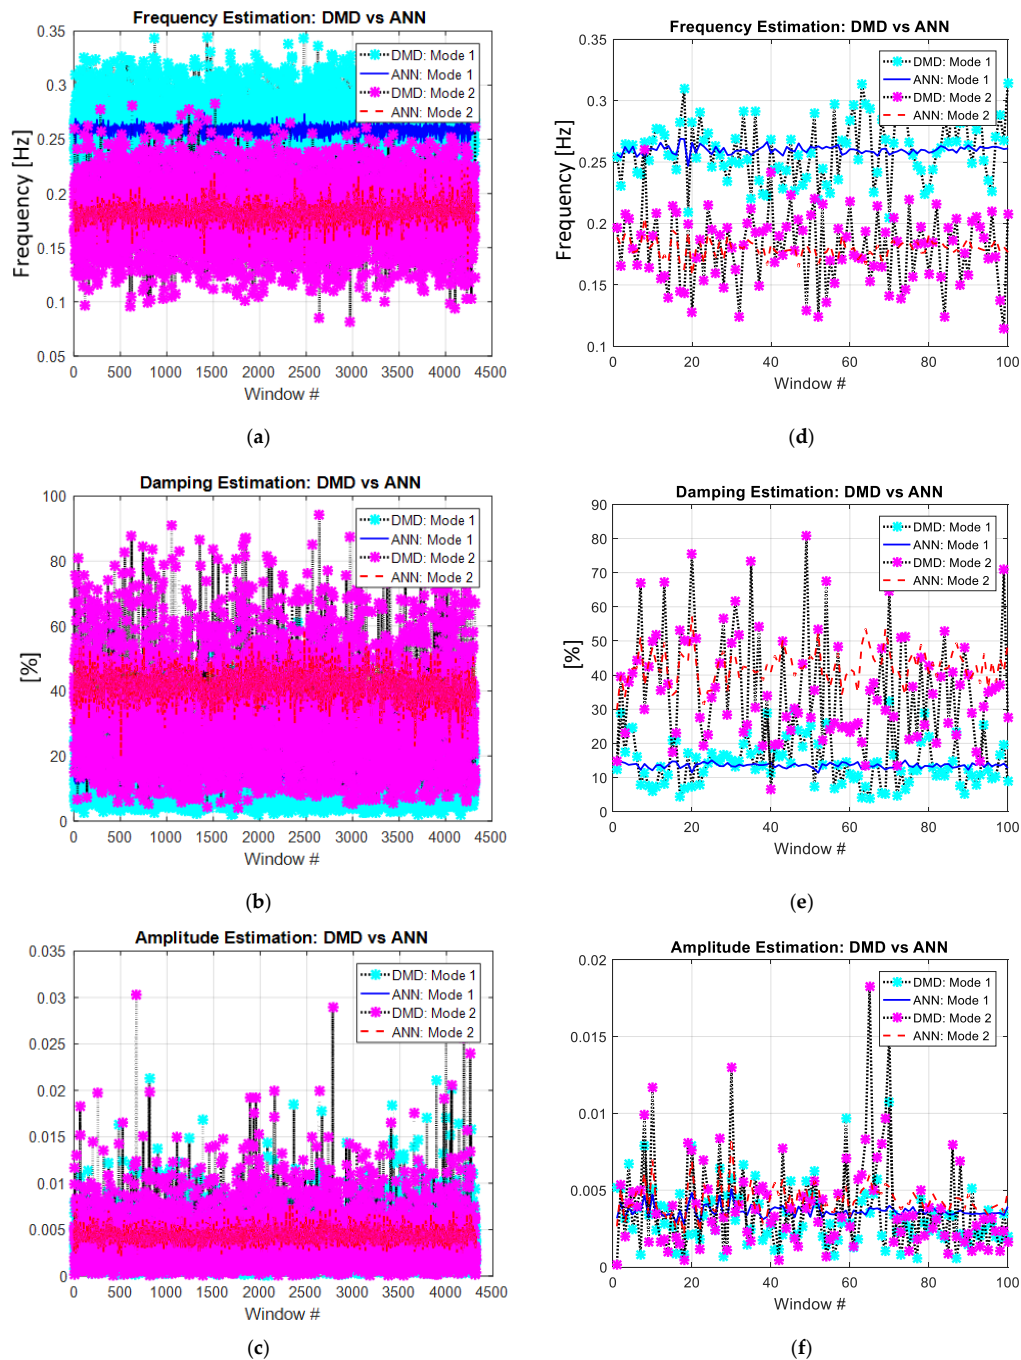 Frequency Estimation: DMD vs ANN
0.35
0.3
0.25
0.2
0.15
0.1
0.05
Frequency [Hz]
DMD: Mode 1
ANN: Mode 1
DMD: Mode 2
ANN: Mode 2
0 500 1000 1500 2000 2500 3000 3500 4000 4500
Window #
(a)
Frequency Estimation: DMD vs ANN
0.35
0.3
0.25
0.2
0.15
0.1
Frequency [Hz]
DMD: Mode 1
ANN: Mode 1
DMD: Mode 2
ANN: Mode 2
0 20 40 60 80 100
Window #
(d)
Damping Estimation: DMD vs ANN
100
80
60
40
20
0
[%]
DMD: Mode 1
ANN: Mode 1
DMD: Mode 2
ANN: Mode 2
0 500 1000 1500 2000 2500 3000 3500 4000 4500
Window #
(b)
Damping Estimation: DMD vs ANN
90
80
70
60
50
40
30
20
10
0
[%]
DMD: Mode 1
ANN: Mode 1
DMD: Mode 2
ANN: Mode 2
0 20 40 60 80 100
Window #
(e)
Amplitude Estimation: DMD vs ANN
0.035
0.03
0.025
0.02
0.015
0.01
0.005
0
DMD: Mode 1
ANN: Mode 1
DMD: Mode 2
ANN: Mode 2
0 500 1000 1500 2000 2500 3000 3500 4000 4500
Window #
(c)
Amplitude Estimation: DMD vs ANN
0.02
0.015
0.01
0.005
0
DMD: Mode 1
ANN: Mode 1
DMD: Mode 2
ANN: Mode 2
0 20 40 60 80 100
Window #
(f)